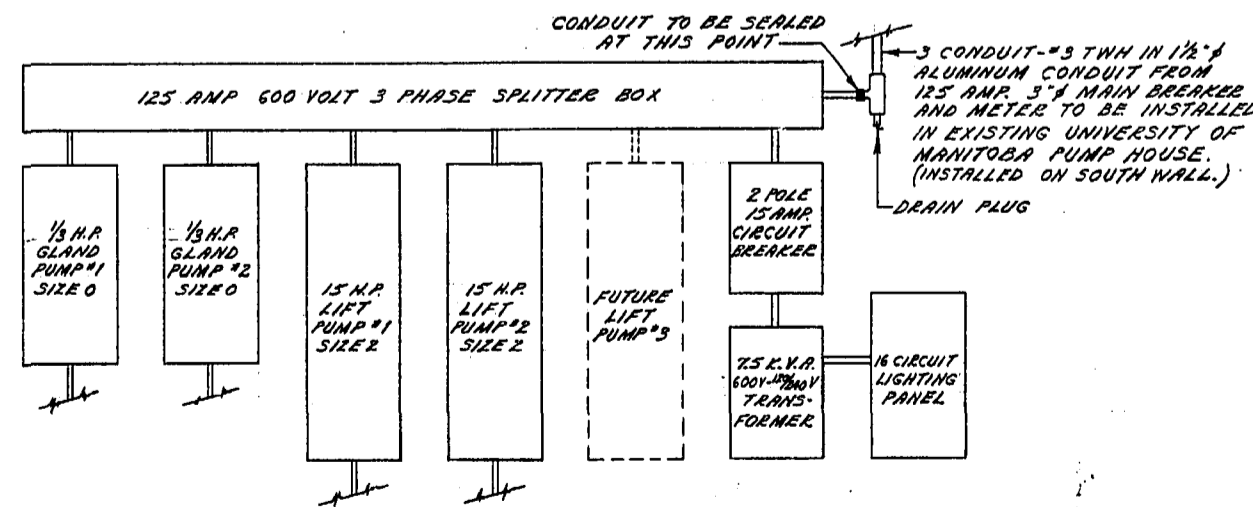 CONDUIT TO BE SEALED
AT THIS POINT
3 CONDUIT-#3 TWH IN 1½"ø
ALUMINUM CONDUIT FROM
125 AMP. 3"ø MAIN BREAKER
AND METER TO BE INSTALLED
IN EXISTING UNIVERSITY OF
MANITOBA PUMP HOUSE.
(INSTALLED ON SOUTH WALL.)
DRAIN PLUG
125 AMP 600 VOLT 3 PHASE SPLITTER BOX
1/3 H.P.
GLAND
PUMP #1
SIZE 0
1/3 H.P.
GLAND
PUMP #2
SIZE 0
15 H.P.
LIFT
PUMP #1
SIZE 2
15 H.P.
LIFT
PUMP #2
SIZE 2
FUTURE
LIFT
PUMP #3
2 POLE
15 AMP.
CIRCUIT
BREAKER
7.5 K.V.A.
600V-120/240V
TRANS-
FORMER
16 CIRCUIT
LIGHTING
PANEL